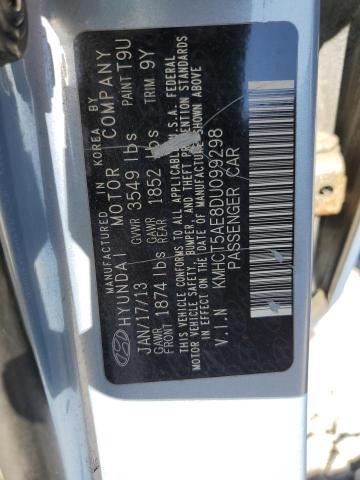 MANUFACTURED IN KOREA BY
HYUNDAI MOTOR COMPANY
JAN/17/13 GVWR 3549 lbs PAINT T9U
GAWR FRONT 1874 lbs GAWR REAR 1852 lbs TRIM 9Y
THIS VEHICLE CONFORMS TO ALL APPLICABLE U.S.A. FEDERAL
MOTOR VEHICLE SAFETY, BUMPER, AND THEFT PREVENTION STANDARDS
IN EFFECT ON THE DATE OF MANUFACTURE SHOWN ABOVE
V.I.N KMHCT5AE8DU099298
PASSENGER CAR